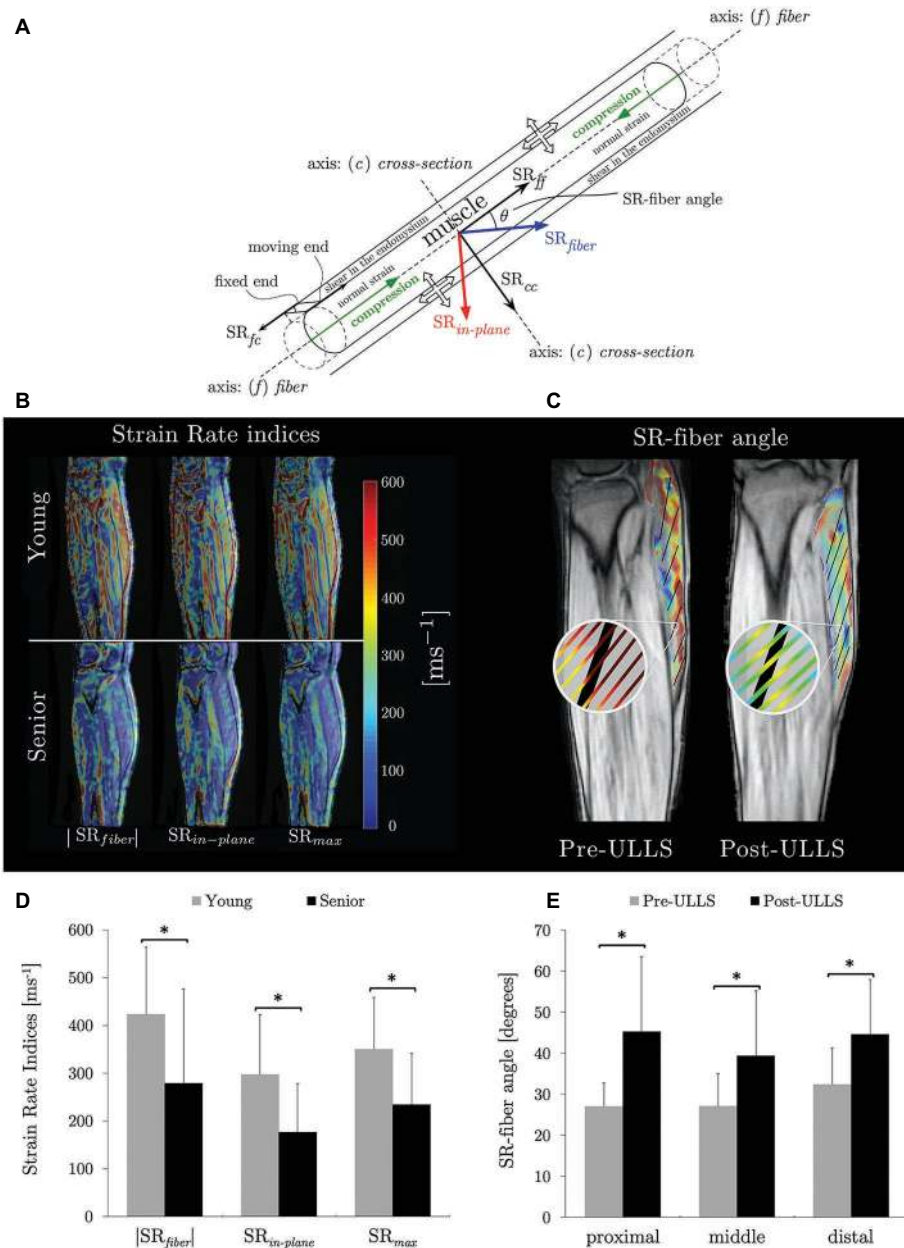 A
axis: (f) fiber
compression
normal strain
shear in the endomysium
axis: (c) cross-section
SRff
muscle
θ
SR-fiber angle
SRfiber
moving end
fixed end
shear in the endomysium
normal strain
compression
SRcc
SRfc
SRin-plane
axis: (c) cross-section
axis: (f) fiber
B
C
Strain Rate indices
SR-fiber angle
Young
Senior
600
500
400
300
200
100
0
[ms⁻¹]
|SRfiber|
SRin-plane
SRmax
Pre-ULLS
Post-ULLS
D
Young
Senior
Strain Rate Indices [ms⁻¹]
600
500
400
300
200
100
0
*
*
*
|SRfiber|
SRin-plane
SRmax
E
Pre-ULLS
Post-ULLS
SR-fiber angle [degrees]
70
60
50
40
30
20
10
0
*
*
*
proximal
middle
distal